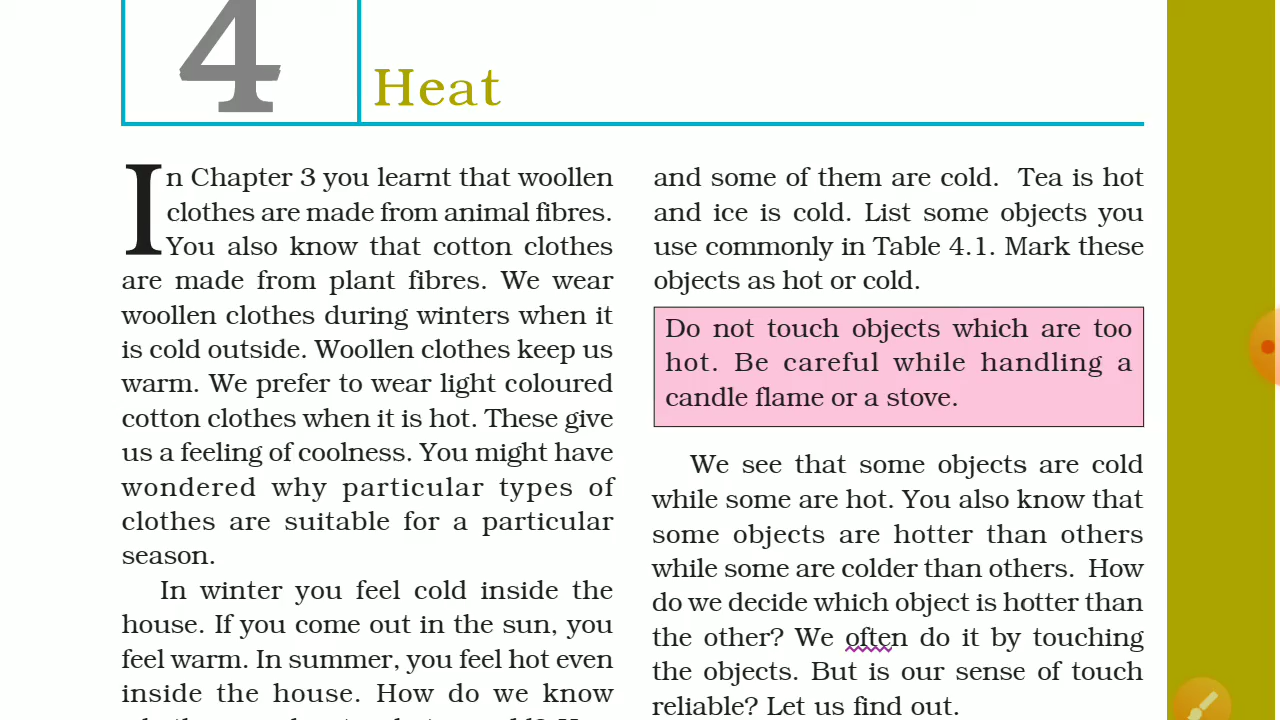 4
Heat
In Chapter 3 you learnt that woollen
clothes are made from animal fibres.
You also know that cotton clothes
are made from plant fibres. We wear
woollen clothes during winters when it
is cold outside. Woollen clothes keep us
warm. We prefer to wear light coloured
cotton clothes when it is hot. These give
us a feeling of coolness. You might have
wondered why particular types of
clothes are suitable for a particular
season.
In winter you feel cold inside the
house. If you come out in the sun, you
feel warm. In summer, you feel hot even
inside the house. How do we know
and some of them are cold. Tea is hot
and ice is cold. List some objects you
use commonly in Table 4.1. Mark these
objects as hot or cold.
Do not touch objects which are too
hot. Be careful while handling a
candle flame or a stove.
We see that some objects are cold
while some are hot. You also know that
some objects are hotter than others
while some are colder than others. How
do we decide which object is hotter than
the other? We often do it by touching
the objects. But is our sense of touch
reliable? Let us find out.